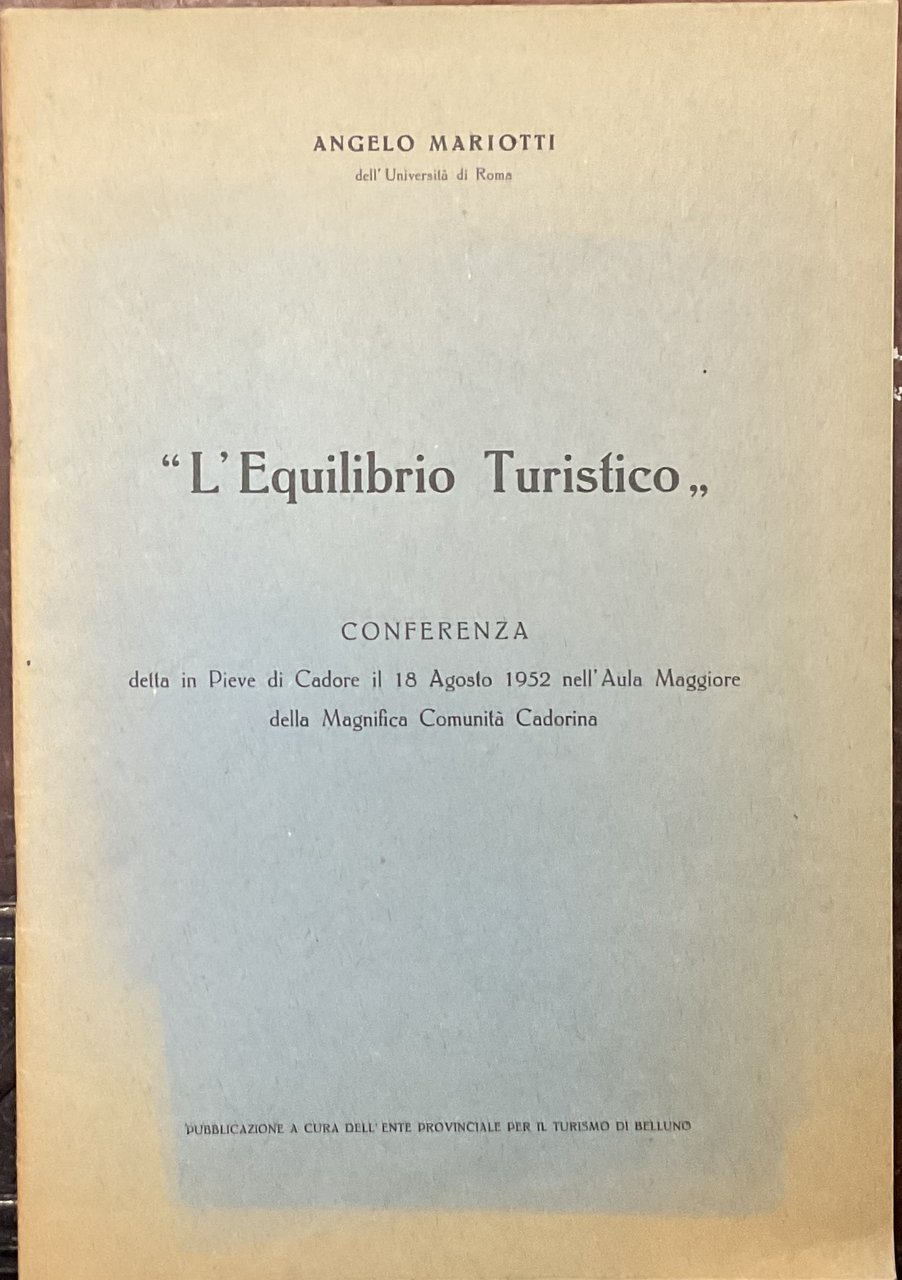 ANGELO MARIOTTI
dell'Università di Roma
“L'Equilibrio Turistico„
CONFERENZA
detta in Pieve di Cadore il 18 Agosto 1952 nell'Aula Maggiore
della Magnifica Comunità Cadorina
PUBBLICAZIONE A CURA DELL'ENTE PROVINCIALE PER IL TURISMO DI BELLUNO